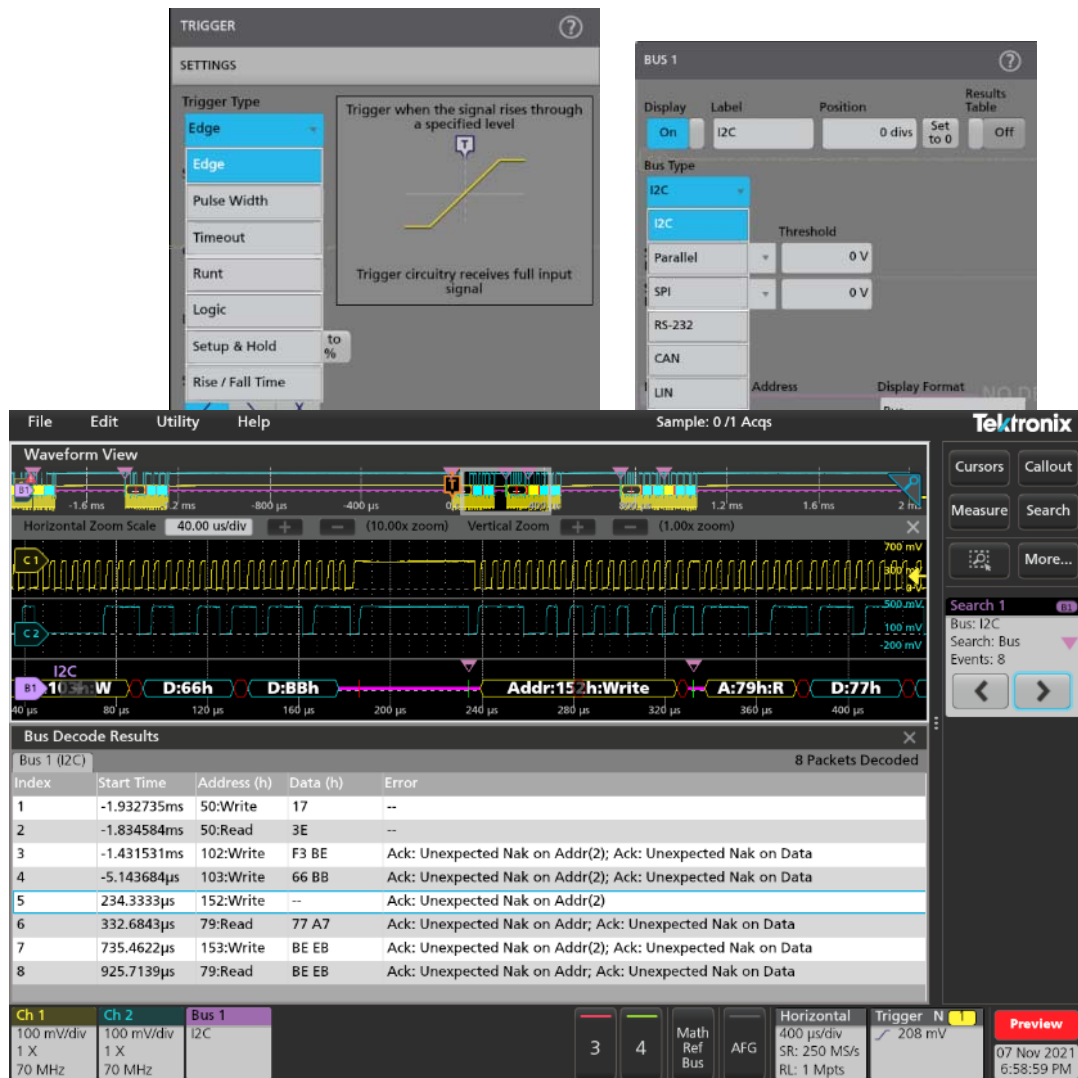 TRIGGER
?
SETTINGS
Trigger Type
Edge
Edge
Pulse Width
Timeout
Runt
Logic
Setup & Hold
Rise / Fall Time
to
%
Trigger when the signal rises through
a specified level
T
Trigger circuitry receives full input
signal
BUS 1
?
Display Label Position Results
Table
On I2C 0 divs Set
to 0 Off
Bus Type
I2C
I2C
Parallel
SPI
RS-232
CAN
LIN
Threshold
0 V
0 V
Address Display Format
File Edit Utility Help Sample: 0 /1 Acqs Tektronix
Waveform View
B1 T
-1.6 ms -800 µs -400 µs 1.2 ms 1.6 ms 2 ms
Horizontal Zoom Scale 40.00 us/div + — (10.00x zoom) Vertical Zoom + — (1.00x zoom)
700 mV
C 1
300 mV
500 mV
C 2
100 mV
-200 mV
I2C
B1 103h:W D:66h D:BBh Addr:152h:Write A:79h:R D:77h
40 µs 80 µs 120 µs 160 µs 200 µs 240 µs 280 µs 320 µs 360 µs 400 µs
Bus Decode Results
Bus 1 (I2C) 8 Packets Decoded
Index Start Time Address (h) Data (h) Error
1 -1.932735ms 50:Write 17 --
2 -1.834584ms 50:Read 3E --
3 -1.431531ms 102:Write F3 BE Ack: Unexpected Nak on Addr(2); Ack: Unexpected Nak on Data
4 -5.143684µs 103:Write 66 BB Ack: Unexpected Nak on Addr(2); Ack: Unexpected Nak on Data
5 234.3333µs 152:Write -- Ack: Unexpected Nak on Addr(2)
6 332.6843µs 79:Read 77 A7 Ack: Unexpected Nak on Addr; Ack: Unexpected Nak on Data
7 735.4622µs 153:Write BE EB Ack: Unexpected Nak on Addr(2); Ack: Unexpected Nak on Data
8 925.7139µs 79:Read BE EB Ack: Unexpected Nak on Addr; Ack: Unexpected Nak on Data
Cursors Callout
Measure Search
More...
Search 1 B1
Bus: I2C
Search: Bus
Events: 8
Ch 1
100 mV/div
1 X
70 MHz
Ch 2
100 mV/div
1 X
70 MHz
Bus 1
I2C
3
4
Math
Ref
Bus
AFG
Horizontal
400 µs/div
SR: 250 MS/s
RL: 1 Mpts
Trigger N 1
208 mV
Preview
07 Nov 2021
6:58:59 PM